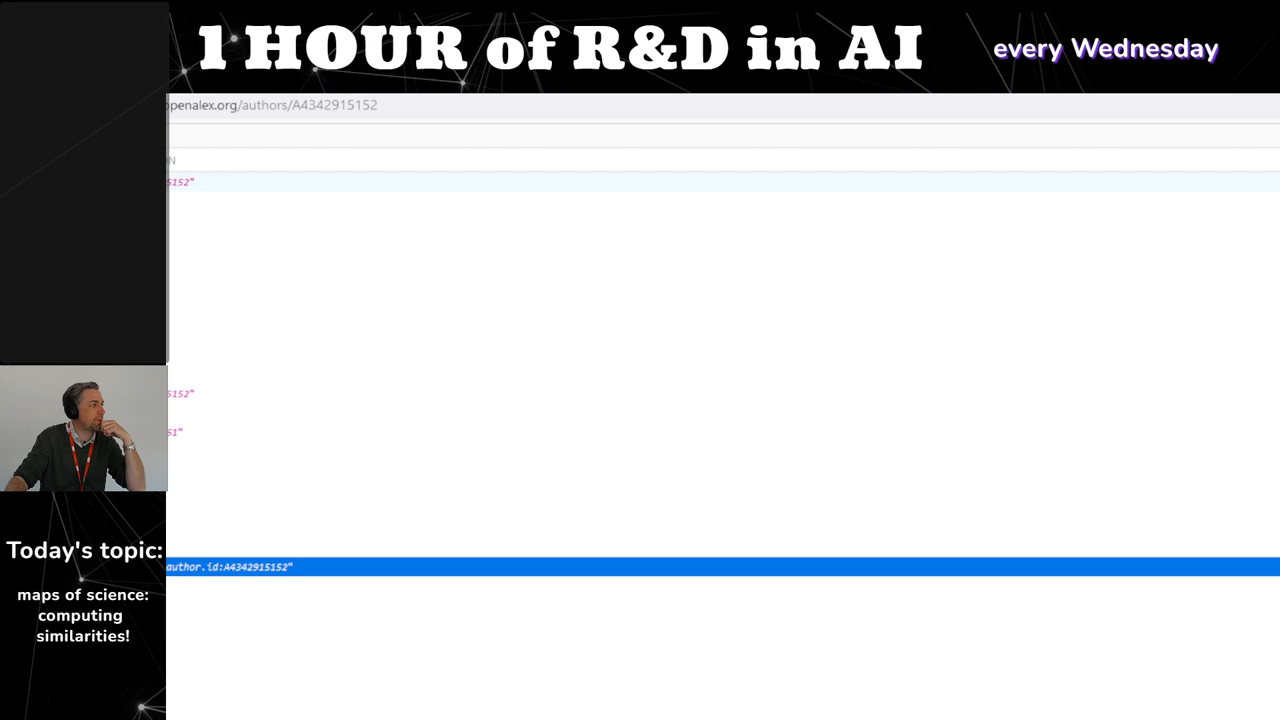 1 HOUR of R&D in AI
every Wednesday
openalex.org/authors/A4342915152
N
5152"
5152"
51"
author.id:A4342915152"
Today's topic:
maps of science:
computing
similarities!